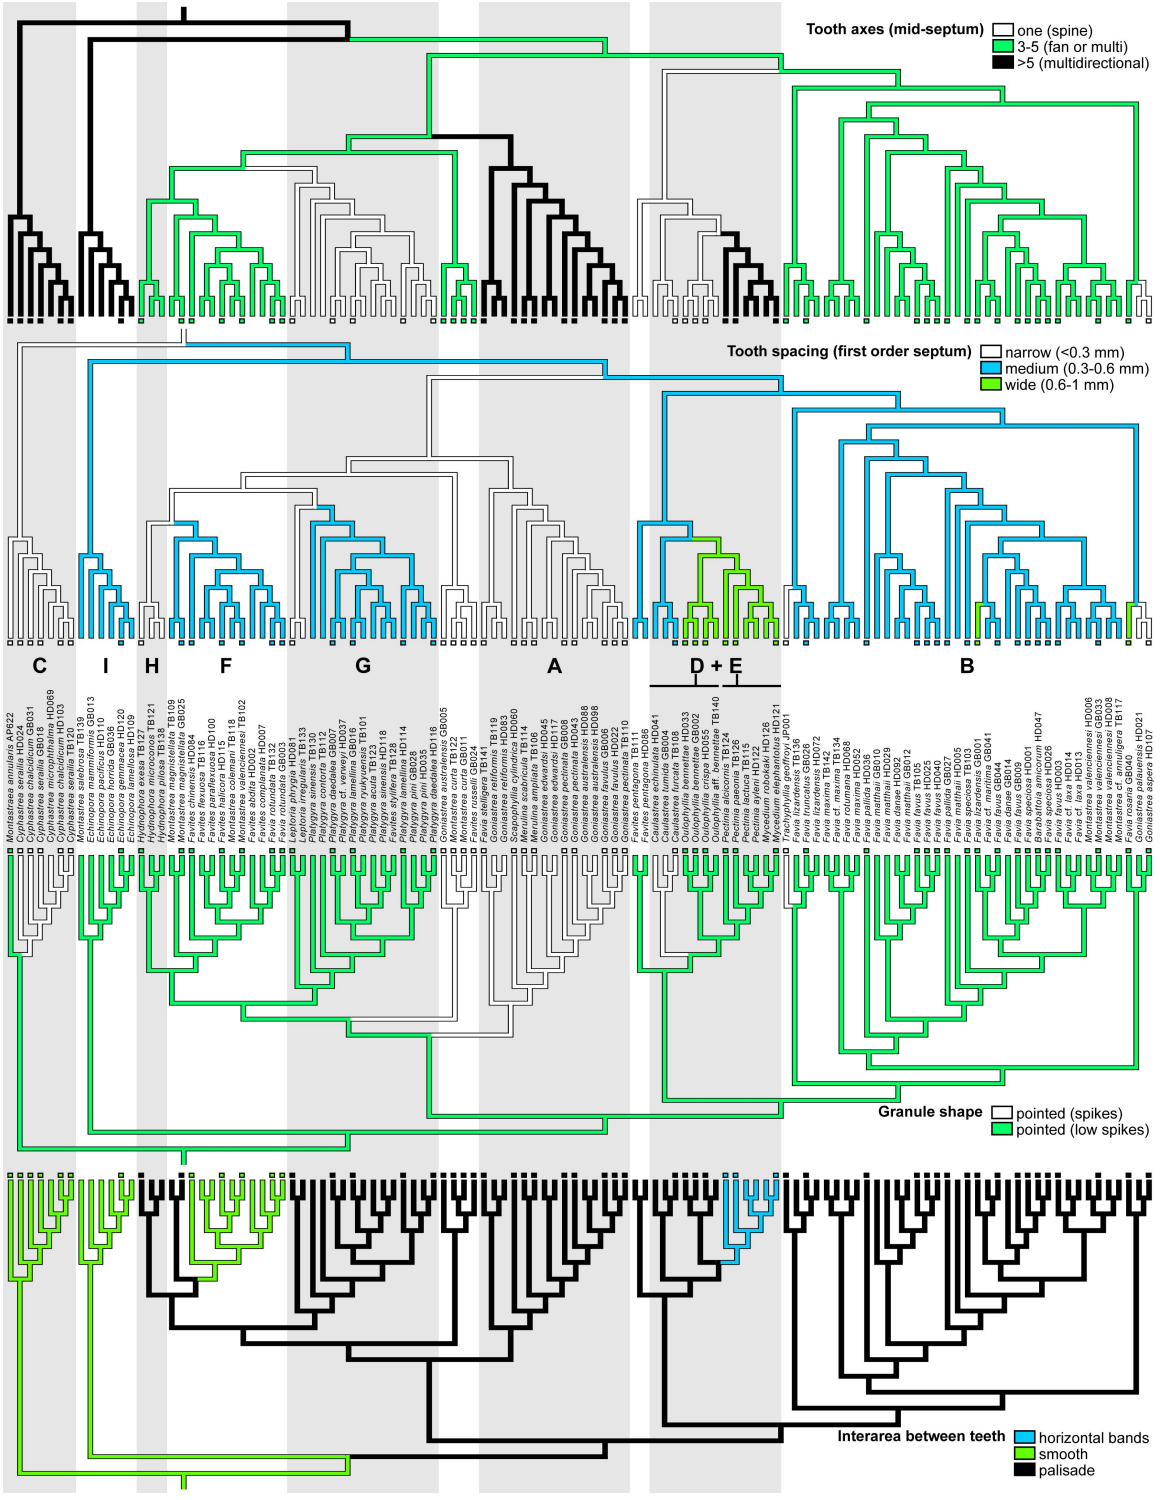 Tooth axes (mid-septum)
one (spine)
3-5 (fan or multi)
>5 (multidirectional)
Tooth spacing (first order septum)
narrow (<0.3 mm)
medium (0.3-0.6 mm)
wide (0.6-1 mm)
C I H F G A D + E B
Montastraea annularis AP622
Cyphastrea serailia HD024
Cyphastrea chalcidicum GB031
Cyphastrea serailia GB018
Cyphastrea microphthalma HD069
Cyphastrea chalcidicum HD103
Cyphastrea serailia TB120
Montastrea salebrosa TB139
Echinopora mammiformis GB013
Echinopora pacificus HD110
Echinopora horrida GB036
Echinopora gemmacea HD120
Echinopora lamellosa HD109
Hydnophora exesa TB127
Hydnophora microconos TB121
Hydnophora pilosa TB138
Montastrea magnistellata TB109
Montastrea magnistellata GB025
Favites chinensis HD084
Favites flexuosa TB116
Favites paraflexuosa HD100
Favites halicora HD115
Montastrea colemani TB118
Montastrea valenciennesi TB102
Favites abdita HD002
Favites complanata HD007
Favia rotundata TB132
Favia rotundata GB003
Leptoria phrygia HD081
Leptoria irregularis TB133
Platygyra sinensis TB130
Platygyra contorta TB112
Platygyra daedalea GB007
Platygyra cf. verweyi HD037
Platygyra lamellina GB016
Platygyra ryukyuensis TB101
Platygyra acuta TB123
Platygyra sinensis HD118
Favites stylifera TB128
Platygyra lamellina HD114
Platygyra pini GB028
Platygyra pini HD035
Platygyra daedalea HD116
Goniastrea australensis GB005
Montastrea curta TB122
Montastrea curta GB011
Favites russelli GB024
Favia stelligera TB141
Goniastrea retiformis TB119
Goniastrea retiformis HD083
Scapophyllia cylindrica HD060
Merulina scabricula TB114
Merulina ampliata TB106
Goniastrea edwardsi HD045
Goniastrea edwardsi HD117
Goniastrea pectinata GB008
Goniastrea pectinata HD043
Goniastrea australensis HD088
Goniastrea australensis HD098
Goniastrea favulus GB006
Goniastrea favulus HD022
Goniastrea pectinata TB110
Favites pentagona TB111
Favites pentagona HD086
Caulastrea echinulata HD041
Caulastrea tumida GB004
Caulastrea furcata TB134
Oulophyllia bennettae HD033
Oulophyllia bennettae GB002
Oulophyllia crispa HD055
Oulophyllia aff. bennettae TB140
Pectinia alcicornis TB124
Pectinia paeonia TB126
Pectinia lactuca TB113
Pectinia ayleni HD122
Mycedium robokaki HD126
Mycedium elephantotus HD121
Trachyphyllia geoffroyi JP001
Favia lizardensis TB136
Favia truncatus GB026
Favia lizardensis HD072
Favia laxa TB142
Favia cf. maxima TB134
Favia rotumana HD068
Favia maxima HD052
Favia pallida HD036
Favia matthaii GB010
Favia matthaii HD029
Favia danae HD101
Favia matthaii GB012
Favia favus TB105
Favia favus HD025
Favia favus HD040
Favia pallida GB027
Favia matthaii HD005
Favia speciosa TB103
Favia lizardensis GB001
Favia cf. maritima GB041
Favia favus GB044
Favia danae GB014
Favia favus GB009
Favia speciosa HD001
Barabattoia amicorum HD047
Favia speciosa HD026
Favia favus HD003
Favia cf. laxa HD014
Favia cf. laxa HD013
Montastrea valenciennesi HD006
Montastrea valenciennesi GB033
Montastrea valenciennesi HD008
Montastrea cf. annuligera TB117
Favia rosaria GB040
Goniastrea palauensis HD021
Goniastrea aspera HD107
Granule shape
pointed (spikes)
pointed (low spikes)
Interarea between teeth
horizontal bands
smooth
palisade